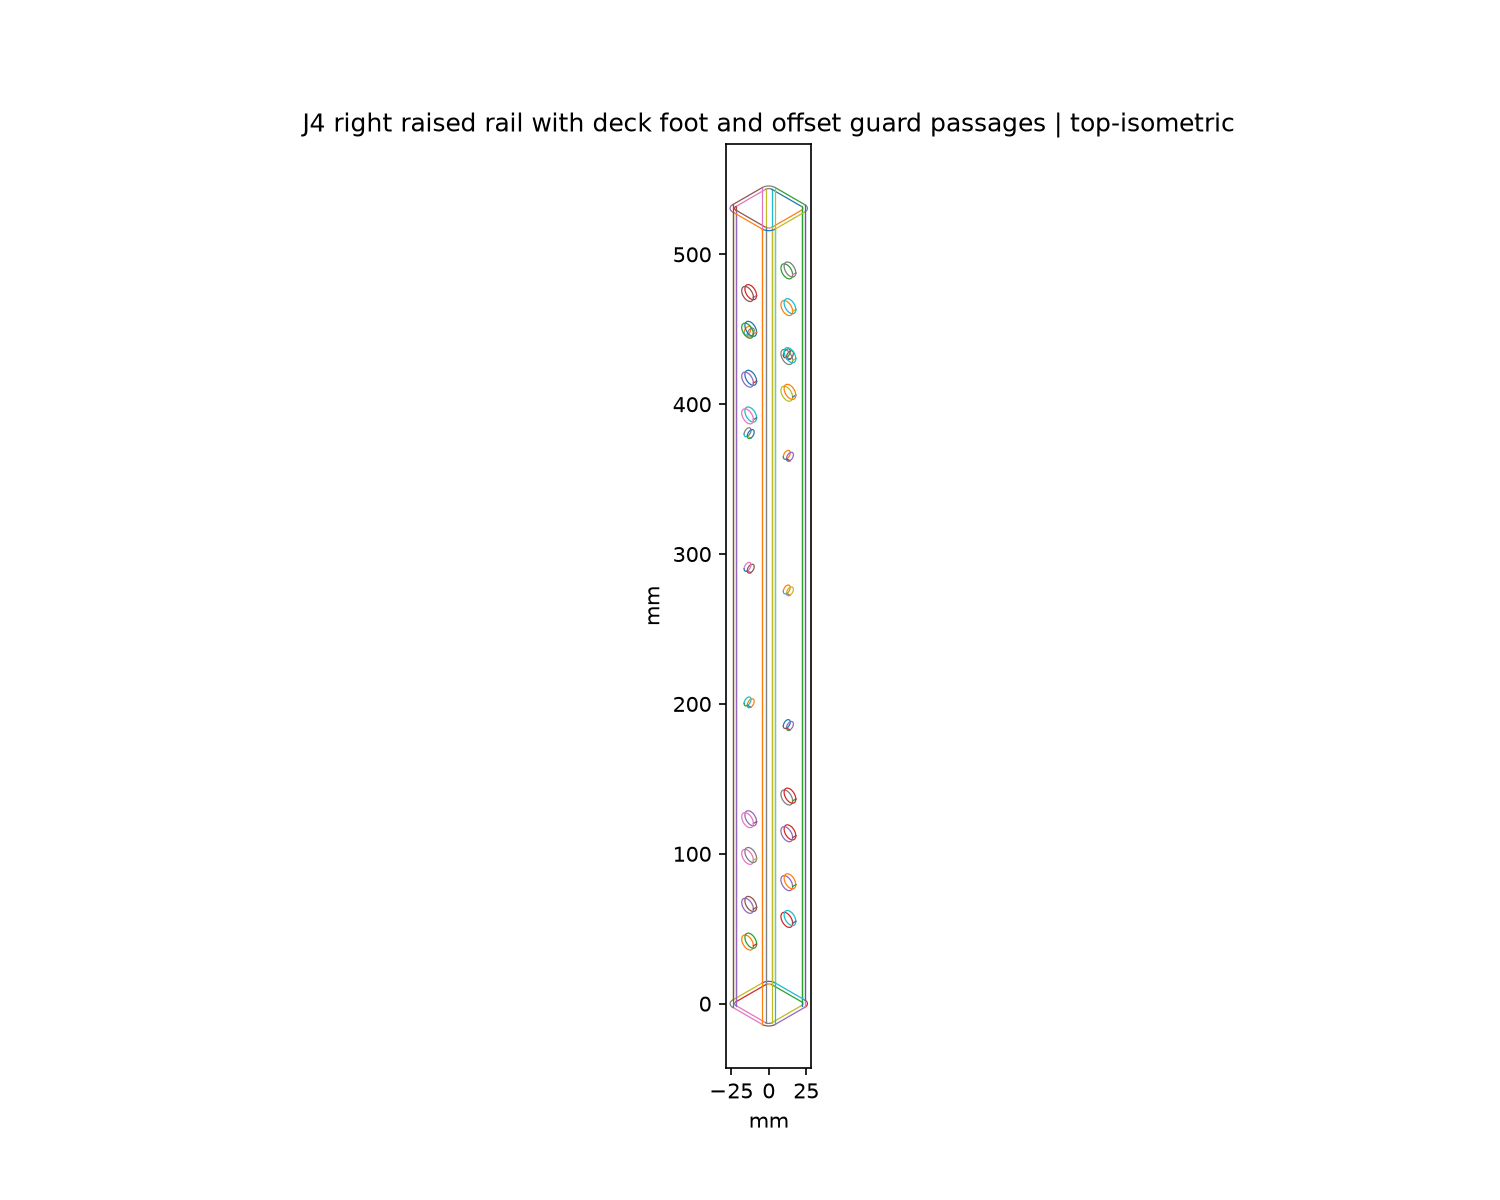 J4 right raised rail with deck foot and offset guard passages | top-isometric
500
400
300
200
100
0
mm
−25 0 25
mm